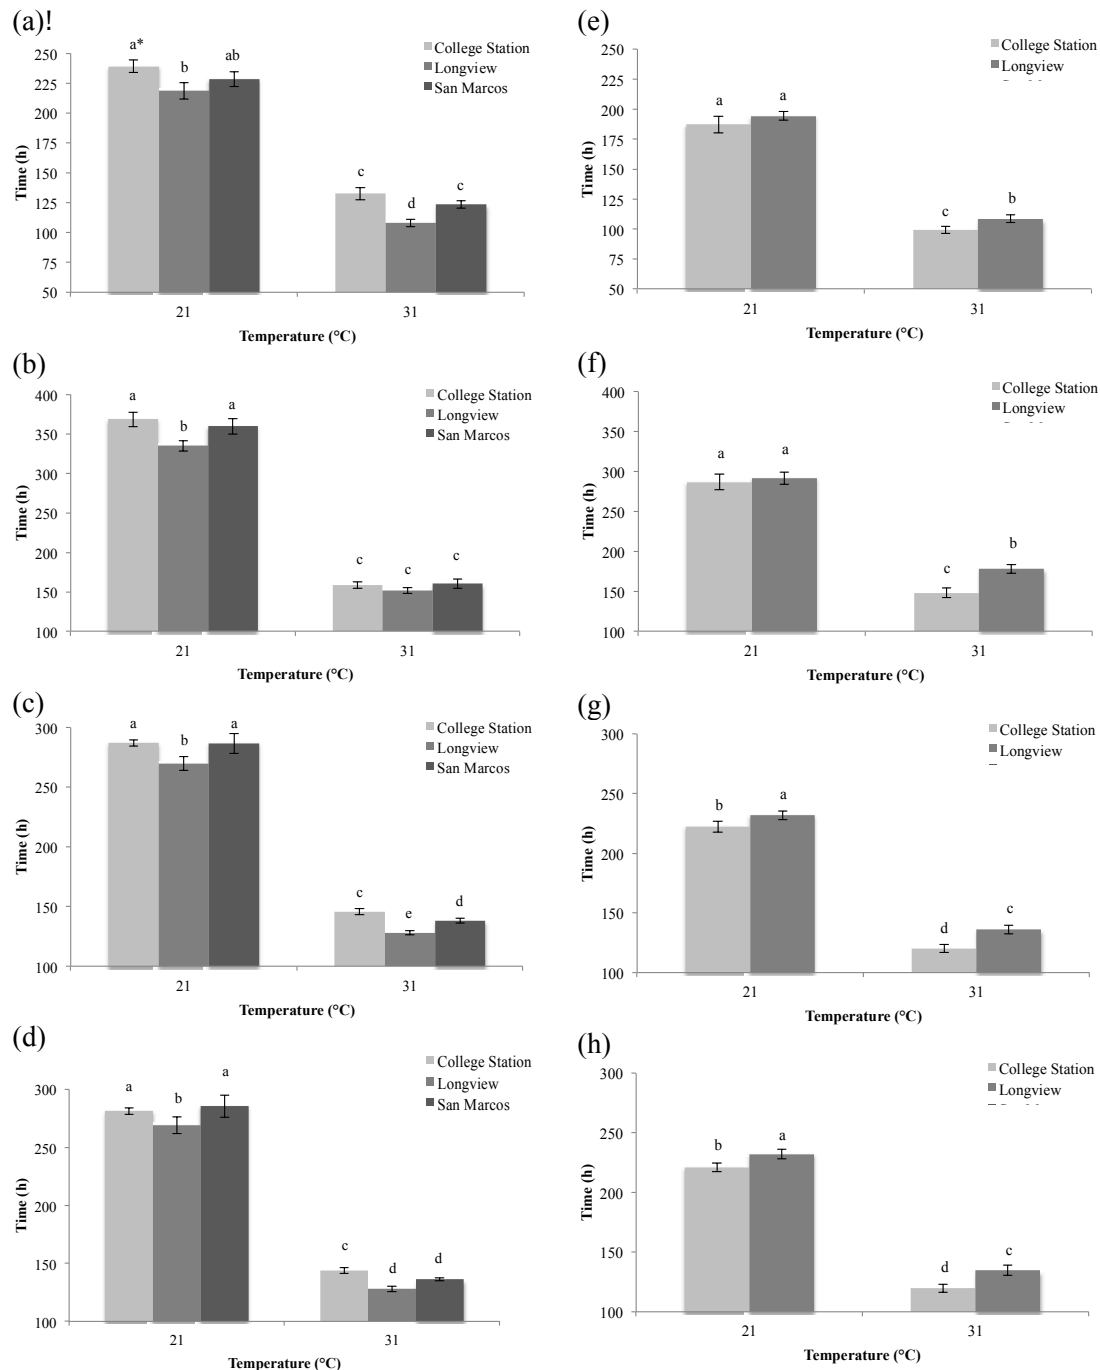 (a)!
a*
b
ab
c
d
c
College Station
Longview
San Marcos
250
225
200
175
150
125
100
75
50
Time (h)
21
31
Temperature (°C)
(e)
a
a
c
b
College Station
Longview
250
225
200
175
150
125
100
75
50
Time (h)
21
31
Temperature (°C)
(b)
a
b
a
c
c
c
College Station
Longview
San Marcos
400
350
300
250
200
150
100
Time (h)
21
31
Temperature (°C)
(f)
a
a
c
b
College Station
Longview
400
350
300
250
200
150
100
Time (h)
21
31
Temperature (°C)
(c)
a
b
a
c
e
d
College Station
Longview
San Marcos
300
250
200
150
100
Time (h)
21
31
Temperature (°C)
(g)
b
a
d
c
College Station
Longview
300
250
200
150
100
Time (h)
21
31
Temperature (°C)
(d)
a
b
a
c
d
d
College Station
Longview
San Marcos
300
250
200
150
100
Time (h)
21
31
Temperature (°C)
(h)
b
a
d
c
College Station
Longview
300
250
200
150
100
Time (h)
21
31
Temperature (°C)